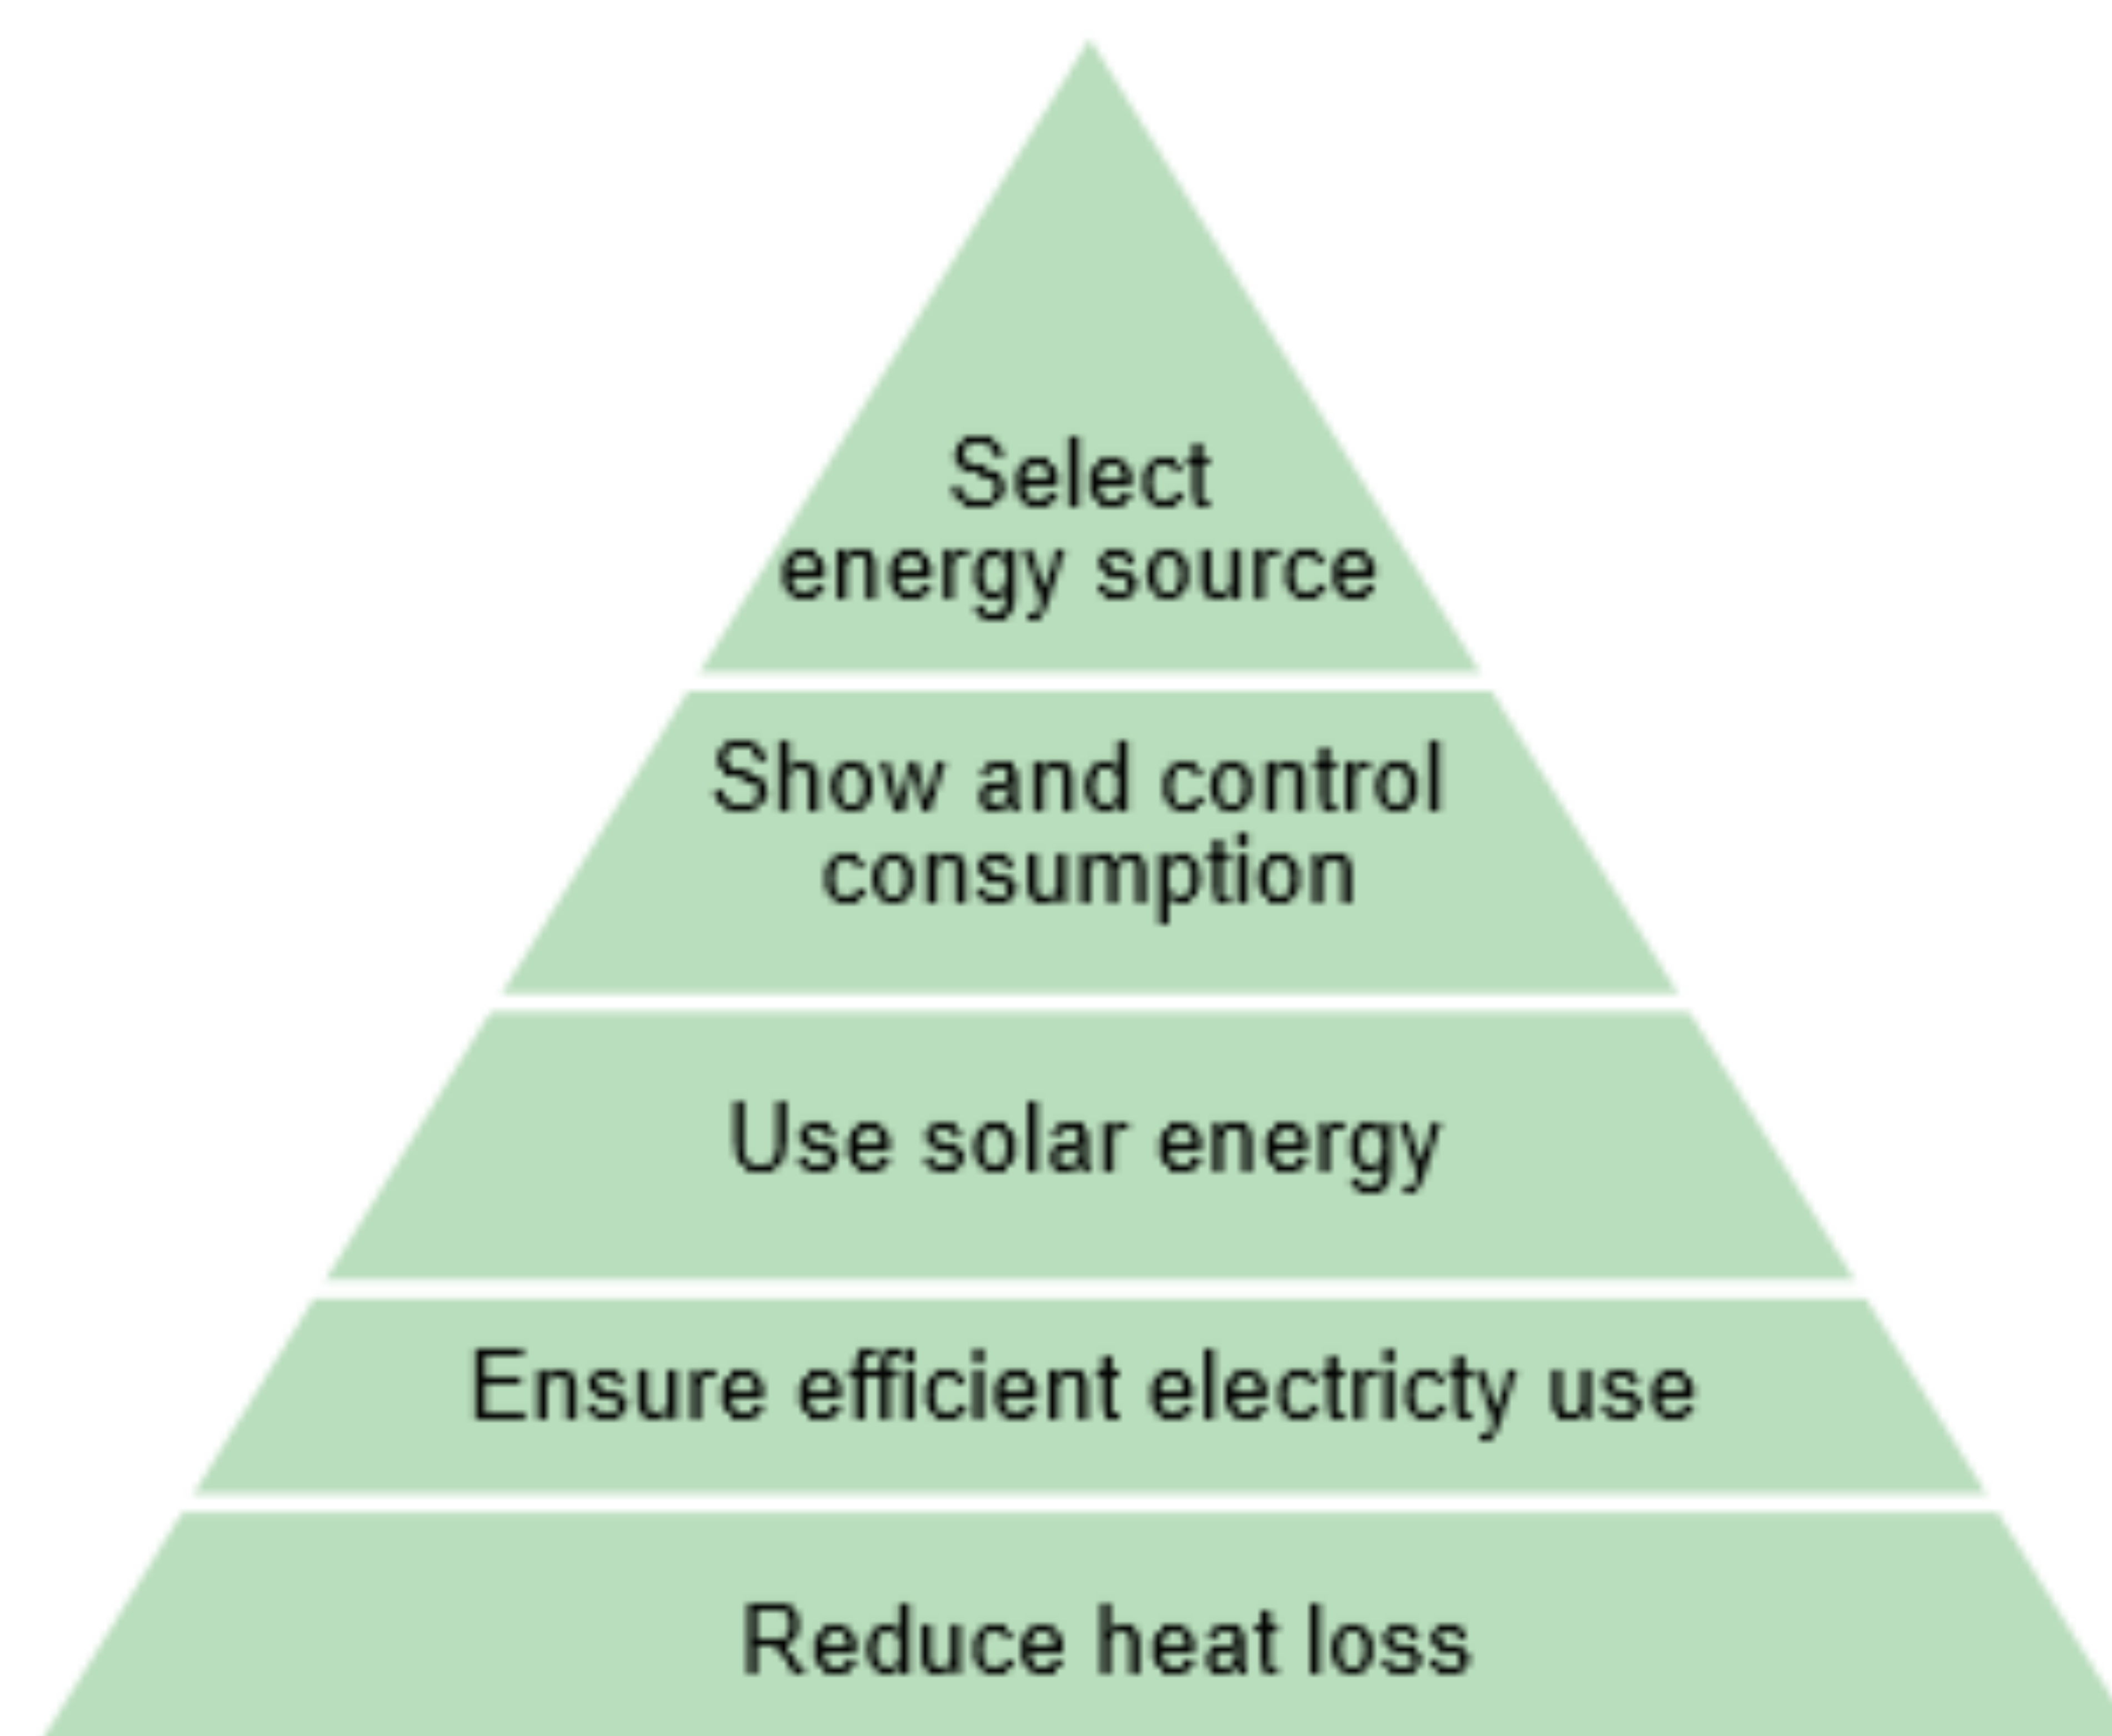 Select
energy source
Show and control
consumption
Use solar energy
Ensure efficient electricty use
Reduce heat loss